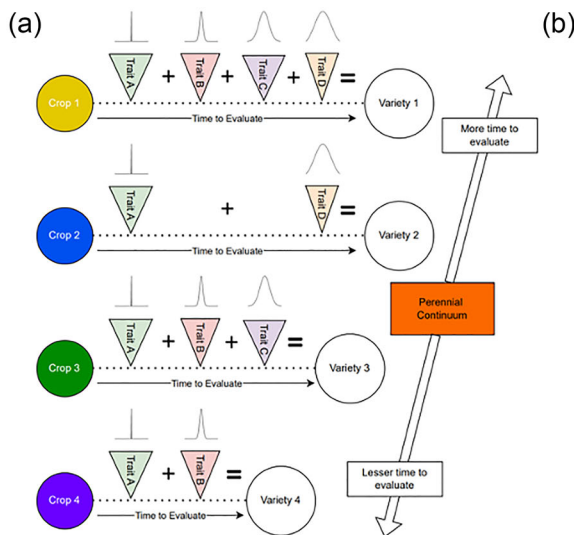 (a)
(b)
Crop 1
Trait A
+
Trait B
+
Trait C
+
Trait D
=
Variety 1
Time to Evaluate
More time to
evaluate
Crop 2
Trait A
+
Trait D
=
Variety 2
Time to Evaluate
Perennial
Continuum
Crop 3
Trait A
+
Trait B
+
Trait C
=
Variety 3
Time to Evaluate
Lesser time to
evaluate
Crop 4
Trait A
+
Trait B
=
Variety 4
Time to Evaluate